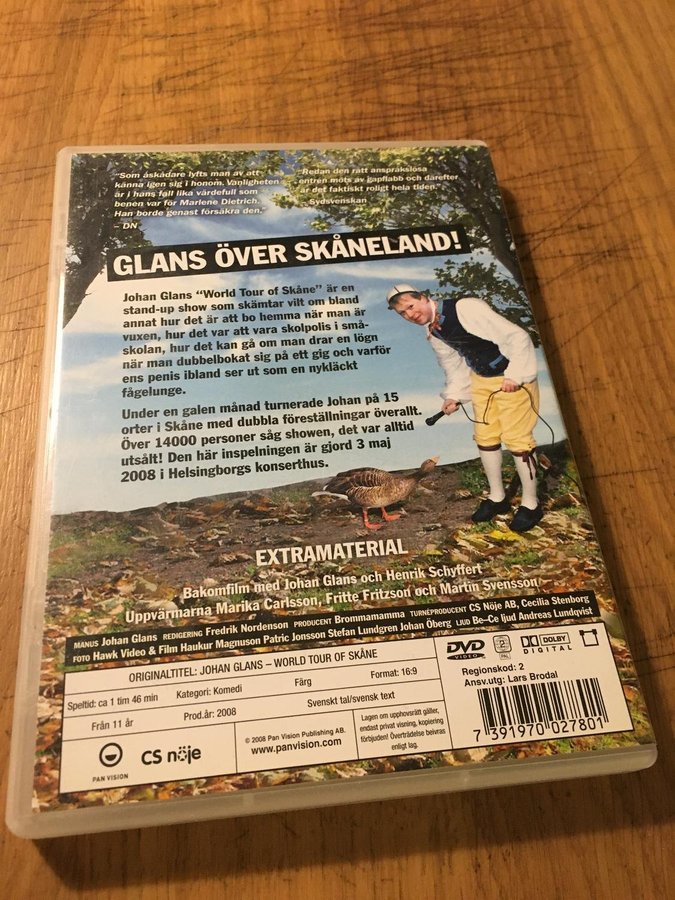 "Som åskådare lyfts man av att
känna igen sig i honom. Vanligheten
är i hans fall lika värdefull som
benen var för Marlene Dietrich.
Han borde genast försäkra den."
– DN
Redan den rätt anspråkslösa
entrén möts av gapflabb och därefter
är det faktiskt roligt hela tiden."
Sydsvenskan
GLANS ÖVER SKÅNELAND!
Johan Glans "World Tour of Skåne" är en
stand-up show som skämtar vilt om bland
annat hur det är att bo hemma när man är
vuxen, hur det var att vara skolpolis i små-
skolan, hur det kan gå om man drar en lögn
när man dubbelbokat sig på ett gig och varför
ens penis ibland ser ut som en nykläckt
fågelunge.
Under en galen månad turnerade Johan på 15
orter i Skåne med dubbla föreställningar överallt.
Över 14000 personer såg showen, det var alltid
utsålt! Den här inspelningen är gjord 3 maj
2008 i Helsingborgs konserthus.
EXTRAMATERIAL
Bakomfilm med Johan Glans och Henrik Schyffert
Uppvärmarna Marika Carlsson, Fritte Fritzson och Martin Svensson
MANUS Johan Glans REDIGERING Fredrik Nordenson PRODUCENT Brommamamma TURNÉPRODUCENT CS Nöje AB, Cecilia Stenborg
FOTO Hawk Video & Film Haukur Magnuson Patric Jonsson Stefan Lundgren Johan Öberg LJUD Be–Ce ljud Andreas Lundqvist
ORIGINALTITEL: JOHAN GLANS – WORLD TOUR OF SKÅNE
Speltid: ca 1 tim 46 min
Kategori: Komedi
Färg
Format: 16:9
Från 11 år
Prod.år: 2008
Svenskt tal/svensk text
PAN VISION
CS nöje
© 2008 Pan Vision Publishing AB.
www.panvision.com
Lagen om upphovsrätt gäller,
endast privat visning, kopiering
förbjuden! Överträdelse beivras
enligt lag.
DVD
VIDEO
2
PAL
DOLBY
DIGITAL
Regionskod: 2
Ansv.utg: Lars Brodal
7 391970 027801